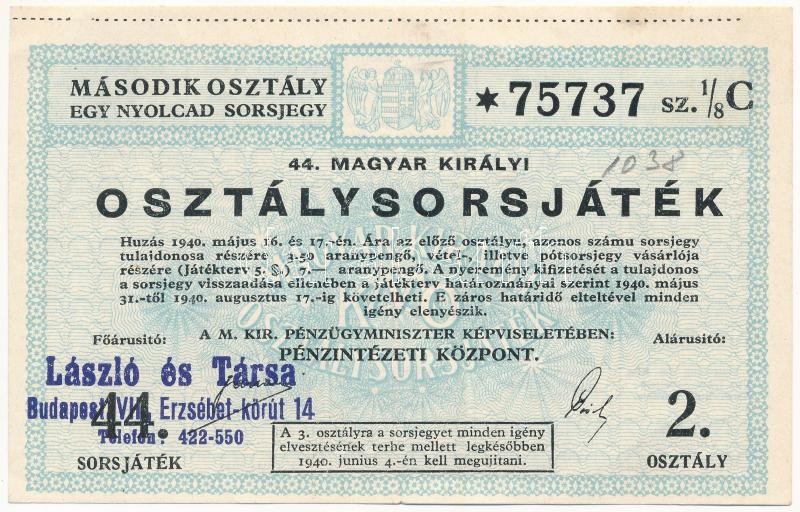 MÁSODIK OSZTÁLY
EGY NYOLCAD SORSJEGY
★75737 sz. 1/8 C
1038
44. MAGYAR KIRÁLYI
OSZTÁLYSORSJÁTÉK
Huzás 1940. május 16. és 17.-én. Ára az előző osztályu, azonos számu sorsjegy
tulajdonosa részére 3·50 aranypengő, vétel-, illetve pótsorsjegy vásárlója
részére (Játékterv 5. §.) 7.— aranypengő. A nyeremény kifizetését a tulajdonos
a sorsjegy visszaadása ellenében a játékterv határozmányai szerint 1940. május
31.-től 1940. augusztus 17.-ig követelheti. E záros határidő elteltével minden
igény elenyészik.
Főárusitó:
A M. KIR. PÉNZÜGYMINISZTER KÉPVISELETÉBEN:
Alárusitó:
PÉNZINTÉZETI KÖZPONT.
László és Társa
Budapest VII. Erzsébet-körút 14
Telefon: 422-550
44.
SORSJÁTÉK
A 3. osztályra a sorsjegyet minden igény
elvesztésének terhe mellett legkésőbben
1940. junius 4.-én kell megujitani.
2.
OSZTÁLY